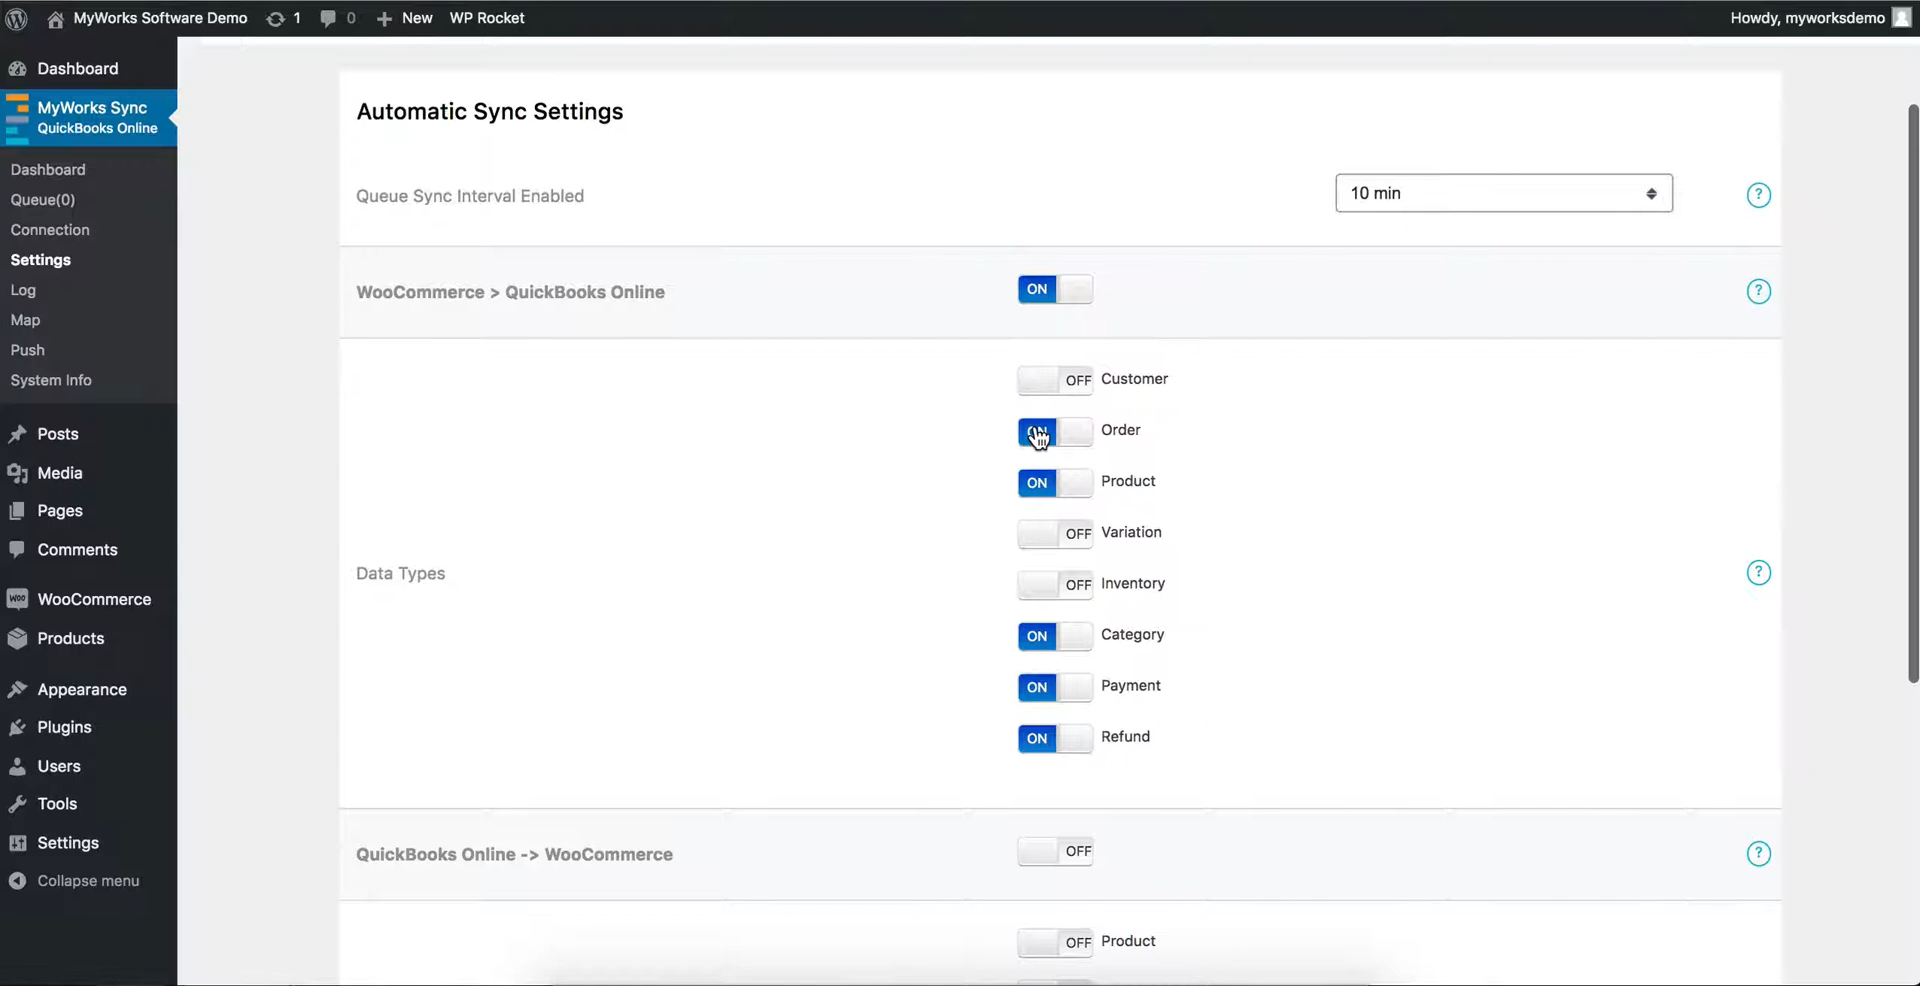 MyWorks Software Demo
1
0
New
WP Rocket
Howdy, myworksdemo
Dashboard
MyWorks Sync
QuickBooks Online
Dashboard
Queue(0)
Connection
Settings
Log
Map
Push
System Info
Posts
Media
Pages
Comments
WooCommerce
Products
Appearance
Plugins
Users
Tools
Settings
Collapse menu
Automatic Sync Settings
Queue Sync Interval Enabled
10 min
?
WooCommerce > QuickBooks Online
ON
?
Data Types
OFF Customer
ON Order
ON Product
OFF Variation
OFF Inventory
ON Category
ON Payment
ON Refund
?
QuickBooks Online -> WooCommerce
OFF
?
OFF Product